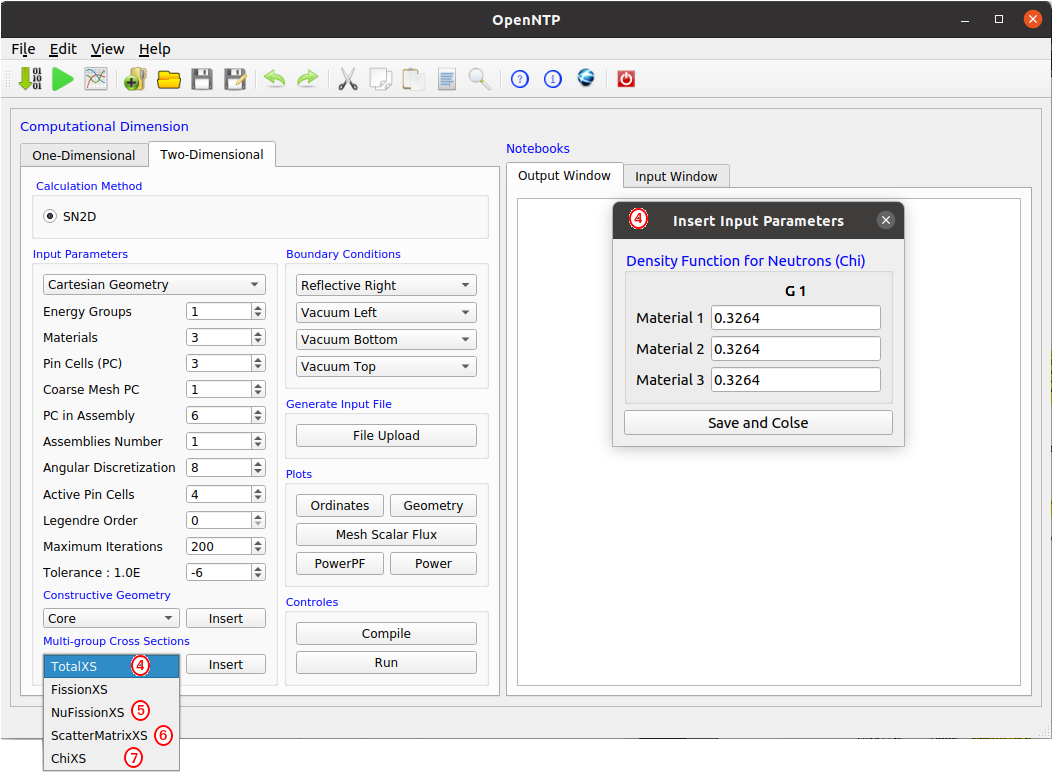 OpenNTP
File Edit View Help
Computational Dimension
One-Dimensional Two-Dimensional
Calculation Method
SN2D
Input Parameters
Cartesian Geometry
Energy Groups 1
Materials 3
Pin Cells (PC) 3
Coarse Mesh PC 1
PC in Assembly 6
Assemblies Number 1
Angular Discretization 8
Active Pin Cells 4
Legendre Order 0
Maximum Iterations 200
Tolerance : 1.0E -6
Constructive Geometry
Core Insert
Multi-group Cross Sections
TotalXS 4 Insert
FissionXS
NuFissionXS 5
ScatterMatrixXS 6
ChiXS 7
Boundary Conditions
Reflective Right
Vacuum Left
Vacuum Bottom
Vacuum Top
Generate Input File
File Upload
Plots
Ordinates Geometry
Mesh Scalar Flux
PowerPF Power
Controles
Compile
Run
Notebooks
Output Window Input Window
4 Insert Input Parameters
Density Function for Neutrons (Chi)
G 1
Material 1 0.3264
Material 2 0.3264
Material 3 0.3264
Save and Colse